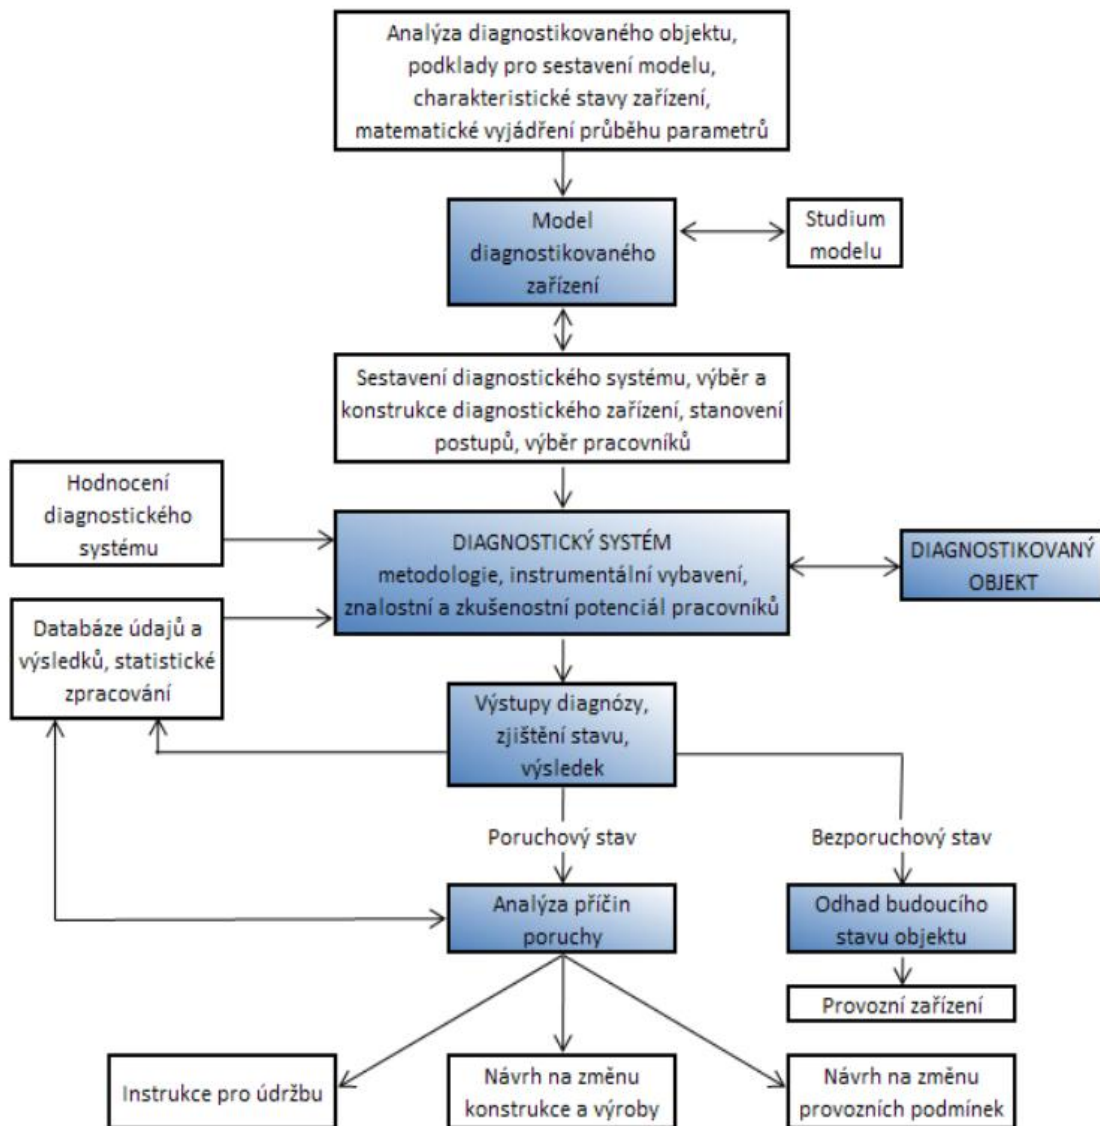 Analýza diagnostikovaného objektu,
podklady pro sestavení modelu,
charakteristické stavy zařízení,
matematické vyjádření průběhu parametrů
Model
diagnostikovaného
zařízení
Studium
modelu
Sestavení diagnostického systému, výběr a
konstrukce diagnostického zařízení, stanovení
postupů, výběr pracovníků
Hodnocení
diagnostického
systému
DIAGNOSTICKÝ SYSTÉM
metodologie, instrumentální vybavení,
znalostní a zkušenostní potenciál pracovníků
DIAGNOSTIKOVANÝ
OBJEKT
Databáze údajů a
výsledků, statistické
zpracování
Výstupy diagnózy,
zjištění stavu,
výsledek
Poruchový stav
Bezporuchový stav
Analýza příčin
poruchy
Odhad budoucího
stavu objektu
Provozní zařízení
Instrukce pro údržbu
Návrh na změnu
konstrukce a výroby
Návrh na změnu
provozních podmínek